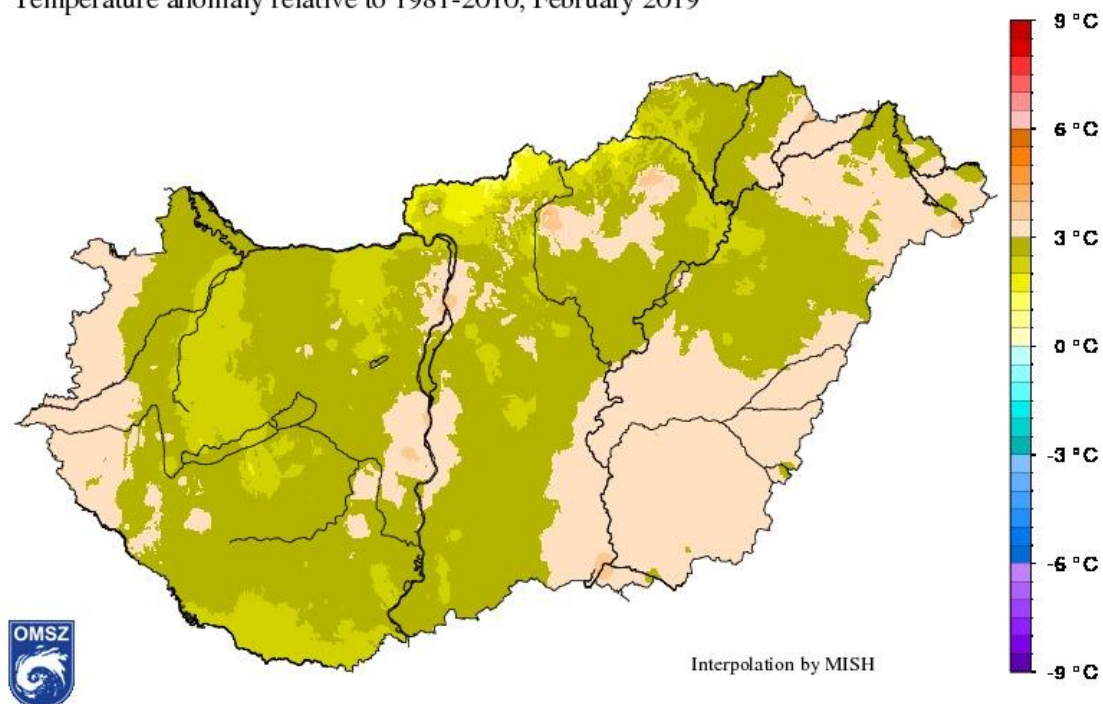 Temperature anomaly relative to 1981-2010, February 2019
9 °C
6 °C
3 °C
0 °C
-3 °C
-6 °C
-9 °C
OMSZ
Interpolation by MISH